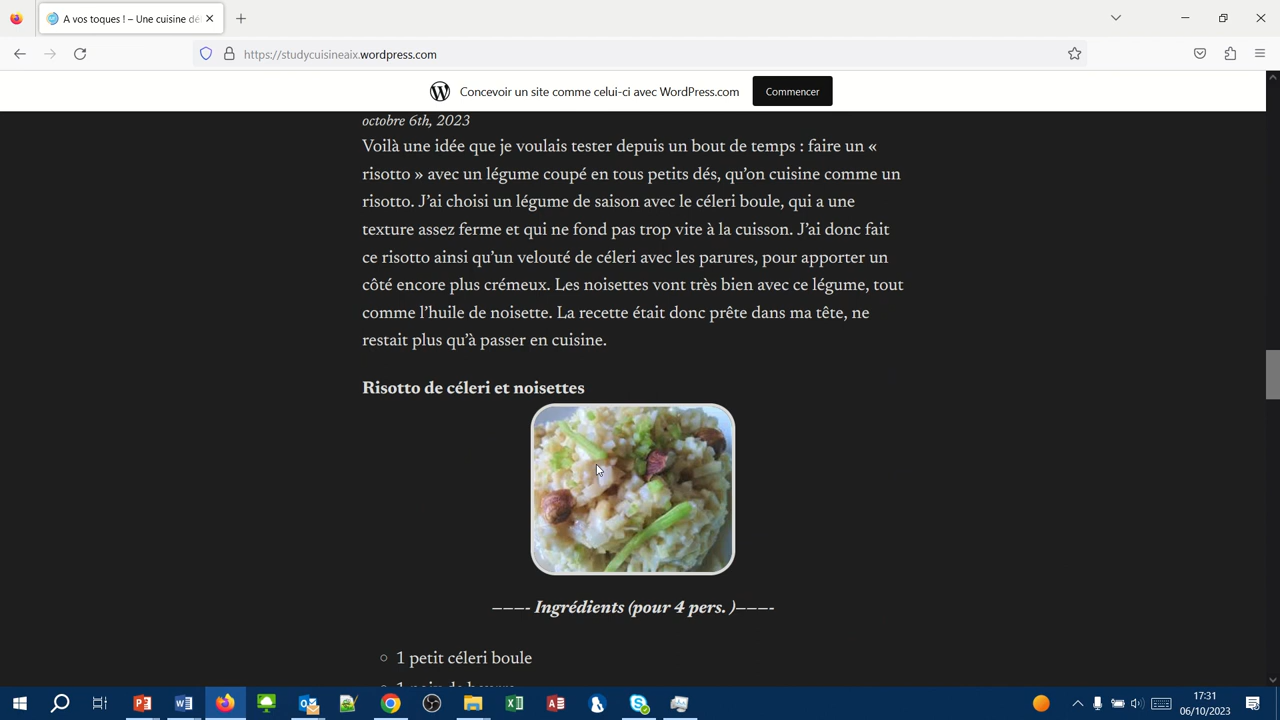 A vos toques ! – Une cuisine dé
https://studycuisineaix.wordpress.com
Concevoir un site comme celui-ci avec WordPress.com
Commencer
octobre 6th, 2023
Voilà une idée que je voulais tester depuis un bout de temps : faire un «
risotto » avec un légume coupé en tous petits dés, qu’on cuisine comme un
risotto. J’ai choisi un légume de saison avec le céleri boule, qui a une
texture assez ferme et qui ne fond pas trop vite à la cuisson. J’ai donc fait
ce risotto ainsi qu’un velouté de céleri avec les parures, pour apporter un
côté encore plus crémeux. Les noisettes vont très bien avec ce légume, tout
comme l’huile de noisette. La recette était donc prête dans ma tête, ne
restait plus qu’à passer en cuisine.
Risotto de céleri et noisettes
–––- Ingrédients (pour 4 pers. )–––-
1 petit céleri boule
17:31
06/10/2023